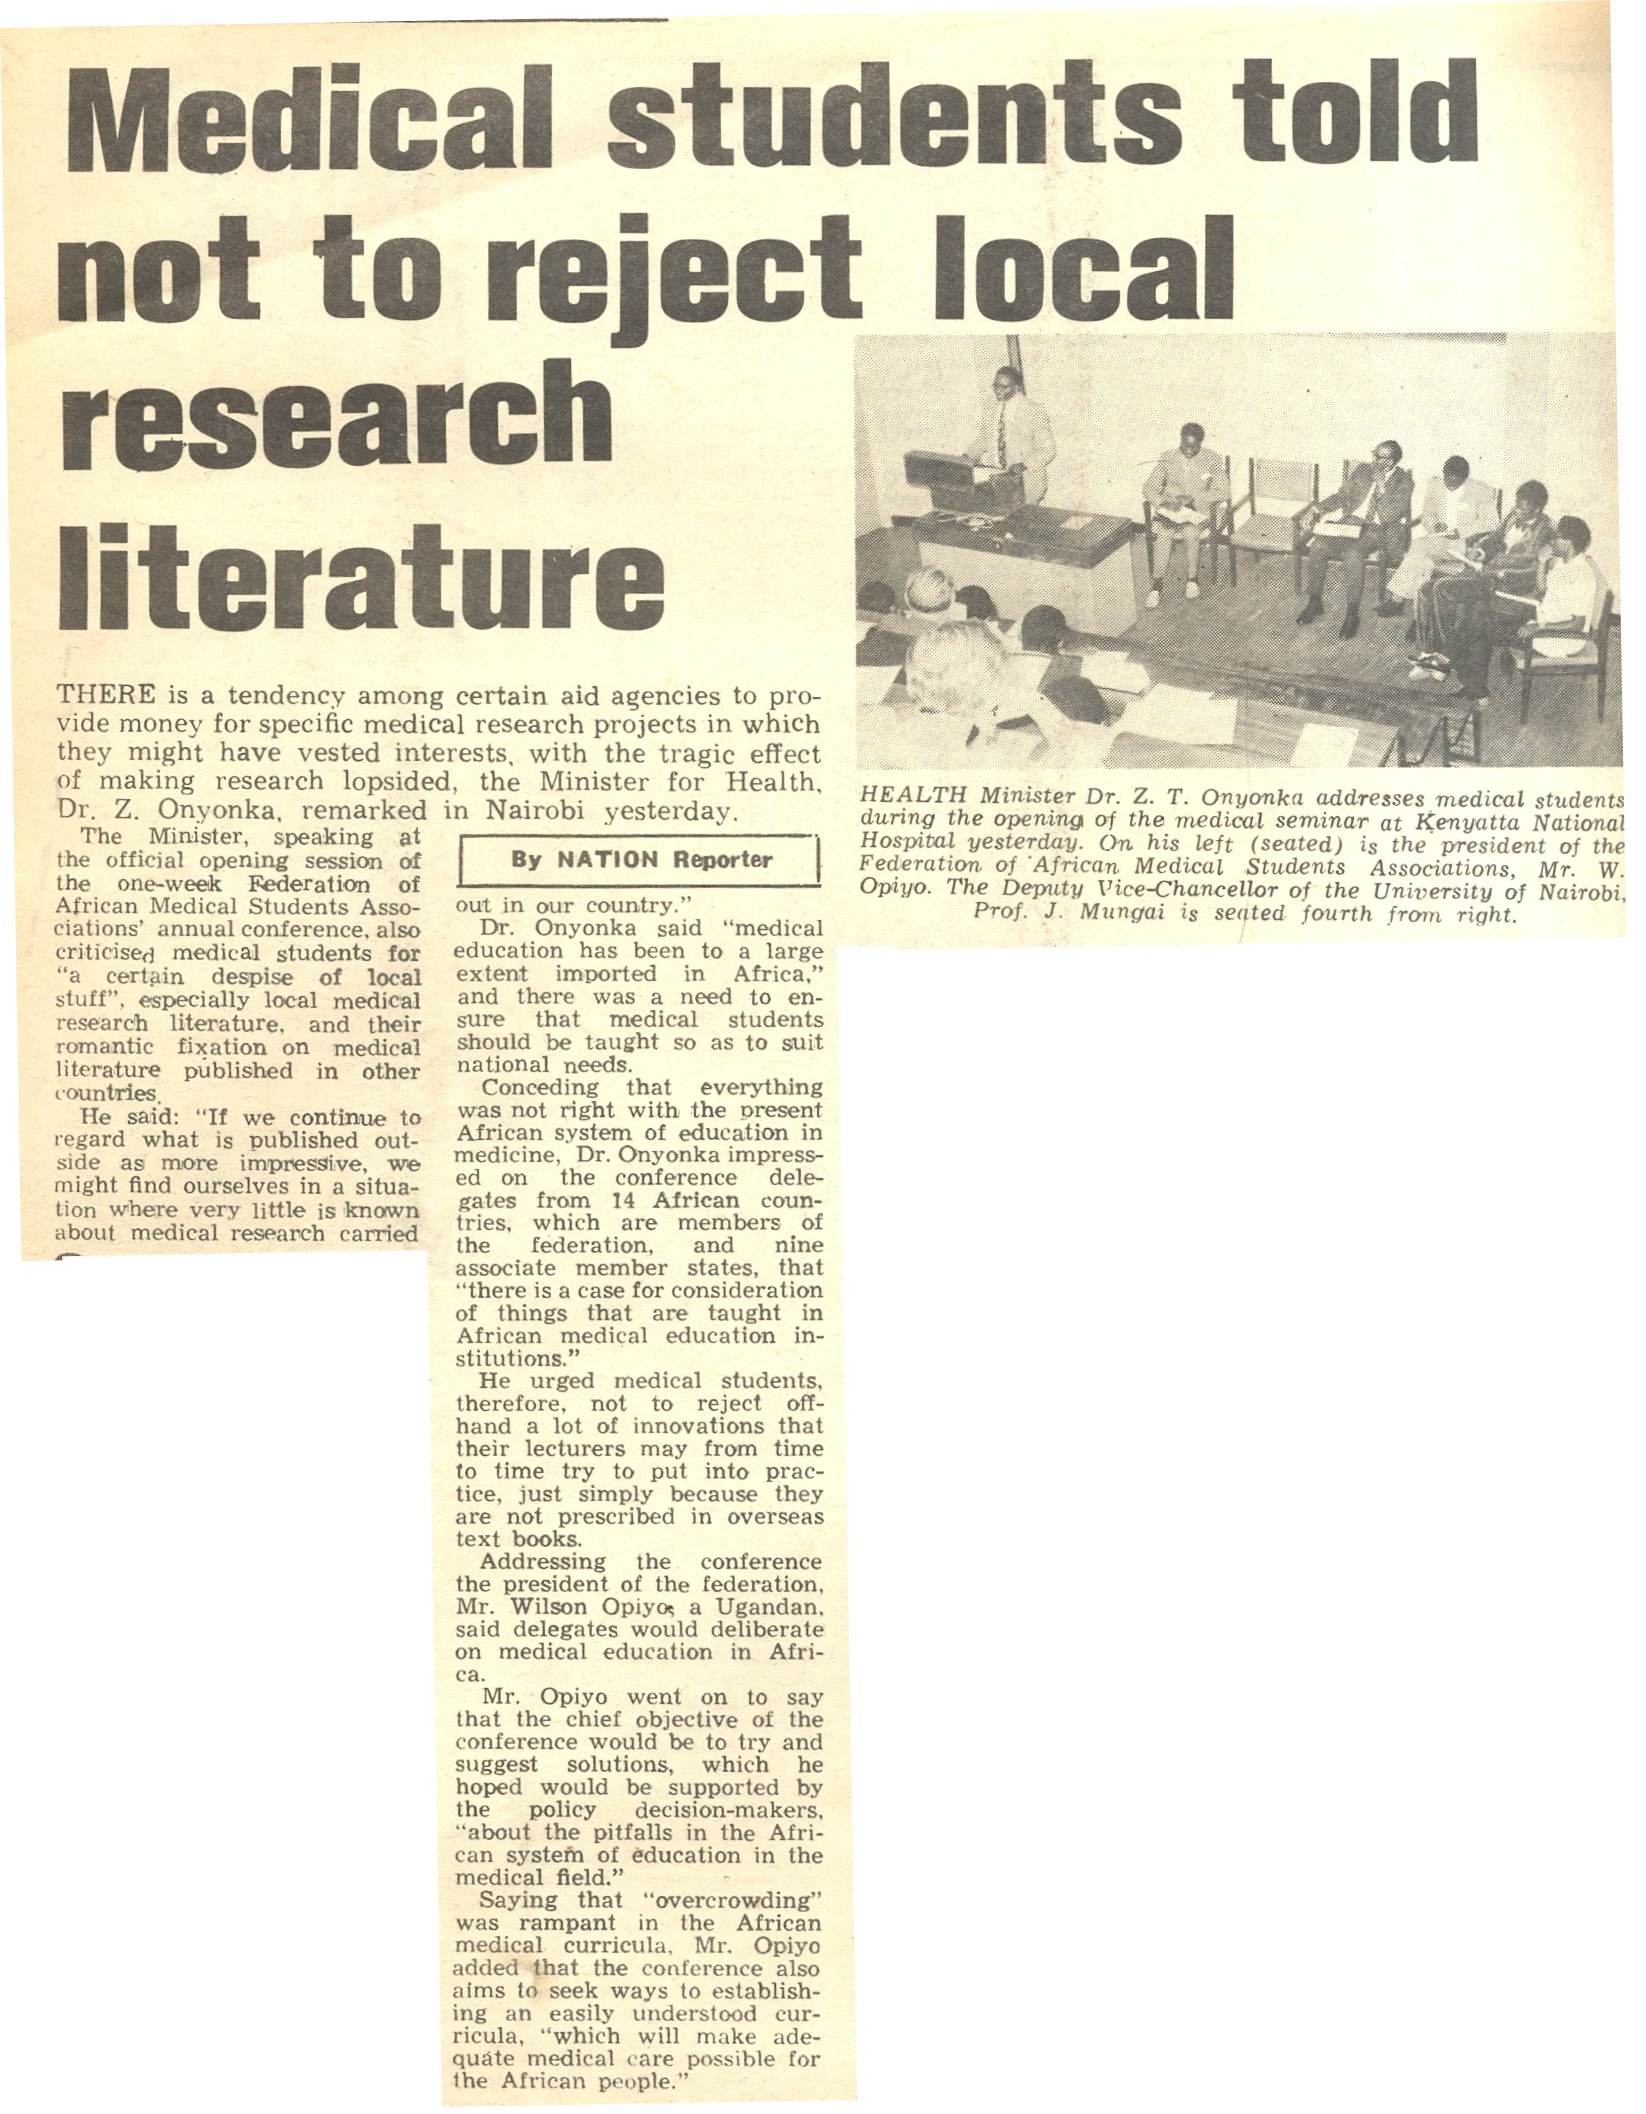 Medical students told
not to reject local
research
literature
THERE is a tendency among certain aid agencies to pro-
vide money for specific medical research projects in which
they might have vested interests, with the tragic effect
of making research lopsided, the Minister for Health,
Dr. Z. Onyonka, remarked in Nairobi yesterday.
The Minister, speaking at
the official opening session of
the one-week Federation of
African Medical Students Asso-
ciations' annual conference, also
criticised medical students for
"a certain despise of local
stuff", especially local medical
research literature, and their
romantic fixation on medical
literature published in other
countries.
He said: "If we continue to
regard what is published out-
side as more impressive, we
might find ourselves in a situa-
tion where very little is known
about medical research carried
By NATION Reporter
out in our country."
Dr. Onyonka said "medical
education has been to a large
extent imported in Africa,"
and there was a need to en-
sure that medical students
should be taught so as to suit
national needs.
Conceding that everything
was not right with the present
African system of education in
medicine, Dr. Onyonka impress-
ed on the conference dele-
gates from 14 African coun-
tries, which are members of
the federation, and nine
associate member states, that
"there is a case for consideration
of things that are taught in
African medical education in-
stitutions."
He urged medical students,
therefore, not to reject off-
hand a lot of innovations that
their lecturers may from time
to time try to put into prac-
tice, just simply because they
are not prescribed in overseas
text books.
Addressing the conference
the president of the federation,
Mr. Wilson Opiyo, a Ugandan,
said delegates would deliberate
on medical education in Afri-
ca.
Mr. Opiyo went on to say
that the chief objective of the
conference would be to try and
suggest solutions, which he
hoped would be supported by
the policy decision-makers,
"about the pitfalls in the Afri-
can system of education in the
medical field."
Saying that "overcrowding"
was rampant in the African
medical curricula, Mr. Opiyo
added that the conference also
aims to seek ways to establish-
ing an easily understood cur-
ricula, "which will make ade-
quate medical care possible for
the African people."
HEALTH Minister Dr. Z. T. Onyonka addresses medical students
during the opening of the medical seminar at Kenyatta National
Hospital yesterday. On his left (seated) is the president of the
Federation of African Medical Students Associations, Mr. W.
Opiyo. The Deputy Vice-Chancellor of the University of Nairobi,
Prof. J. Mungai is seated fourth from right.